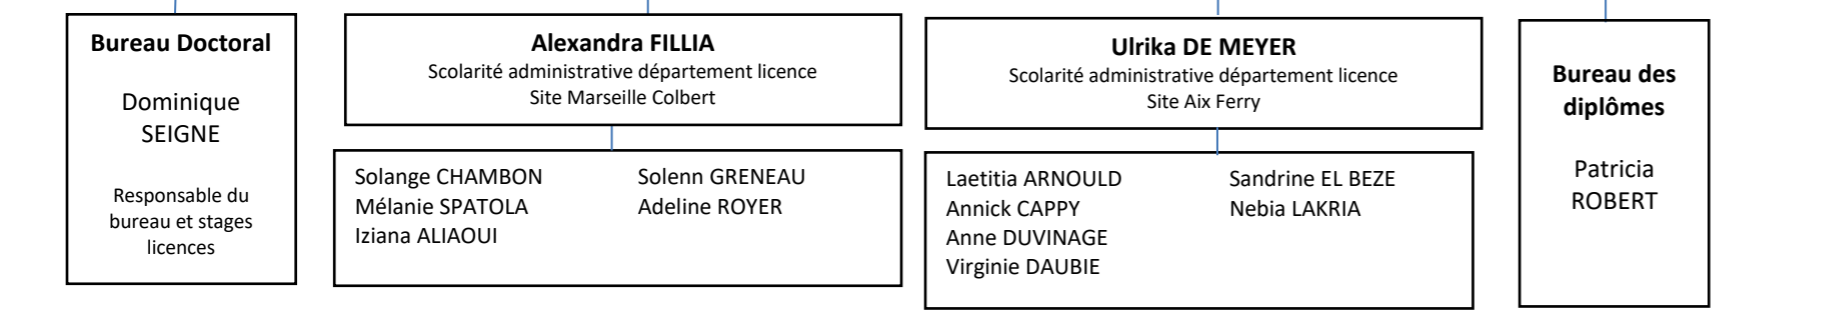 Bureau Doctoral
Dominique
SEIGNE
Responsable du
bureau et stages
licences
Alexandra FILLIA
Scolarité administrative département licence
Site Marseille Colbert
Solange CHAMBON
Mélanie SPATOLA
Iziana ALIAOUI
Solenn GRENEAU
Adeline ROYER
Ulrika DE MEYER
Scolarité administrative département licence
Site Aix Ferry
Laetitia ARNOULD
Annick CAPPY
Anne DUVINAGE
Virginie DAUBIE
Sandrine EL BEZE
Nebia LAKRIA
Bureau des
diplômes
Patricia
ROBERT